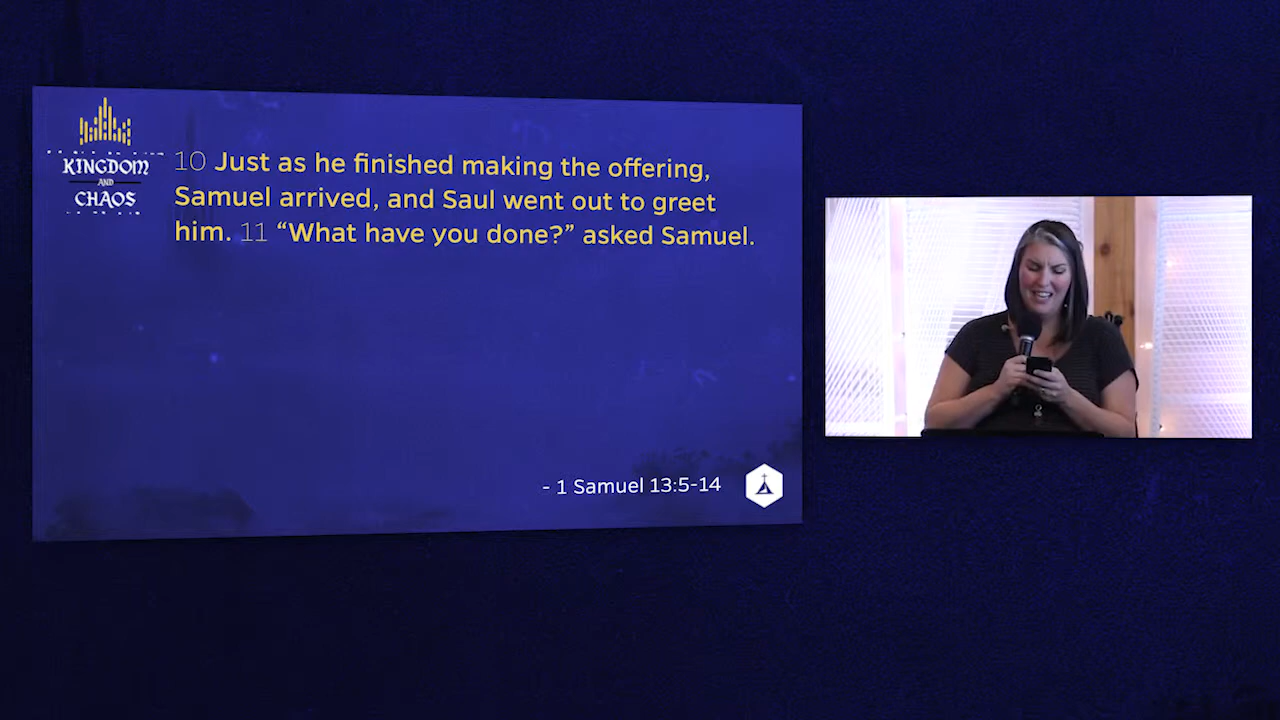 KINGDOM
AND
CHAOS
10 Just as he finished making the offering,
Samuel arrived, and Saul went out to greet
him. 11 “What have you done?” asked Samuel.
- 1 Samuel 13:5-14